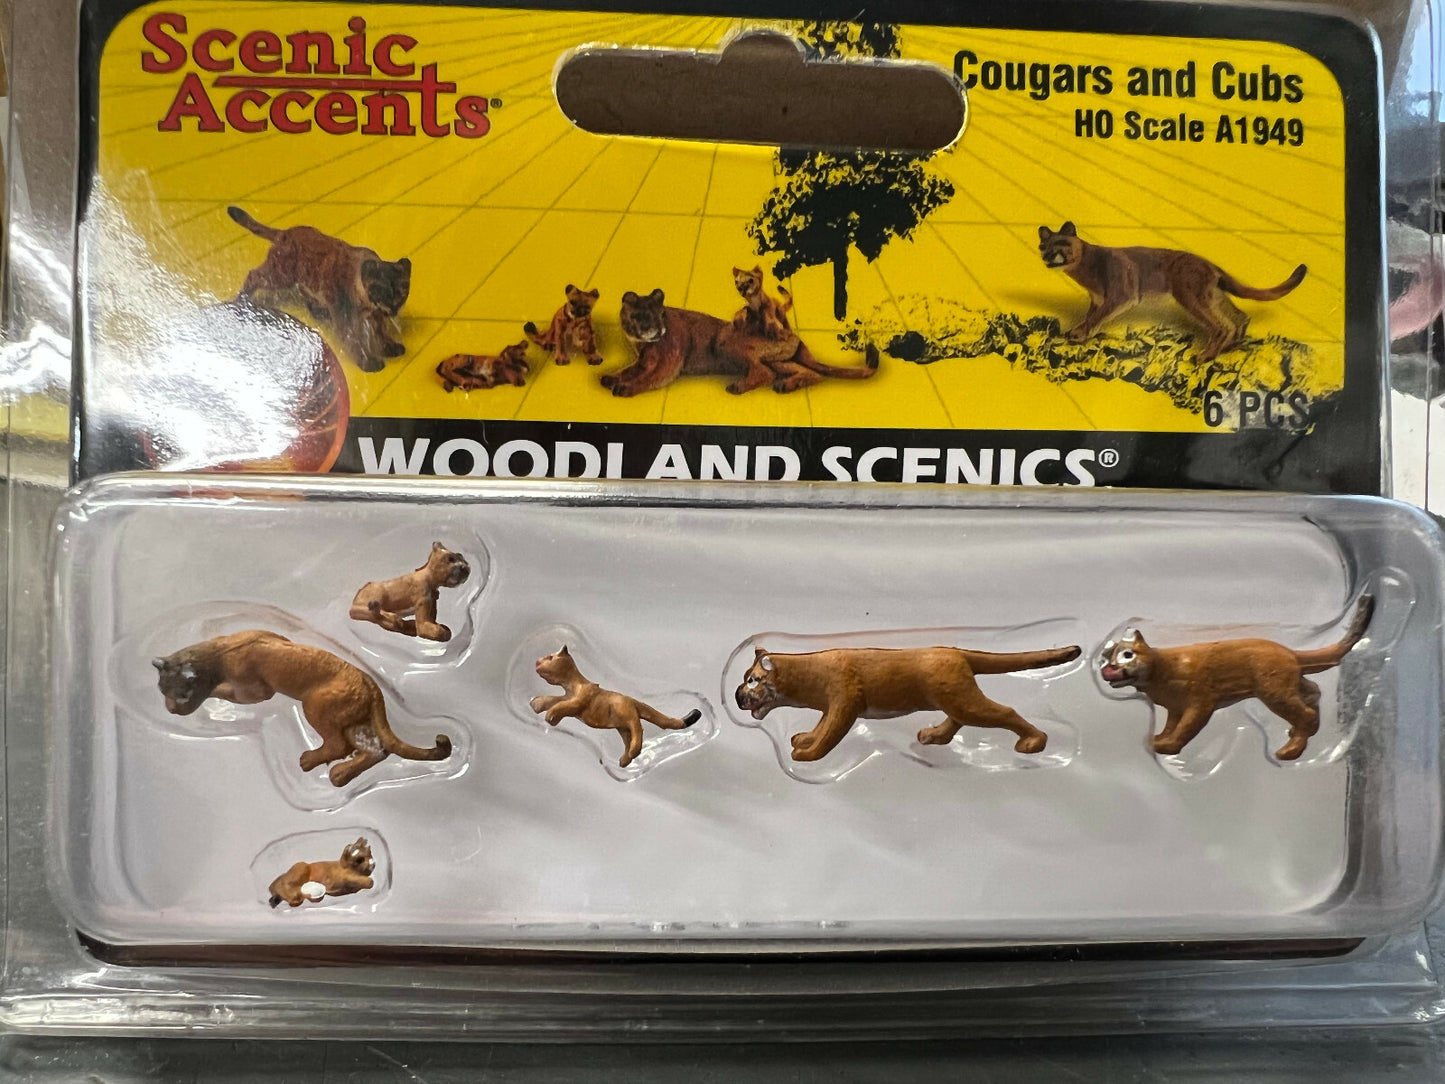 Scenic
Accents®
Cougars and Cubs
HO Scale A1949
6 PCS
WOODLAND SCENICS®